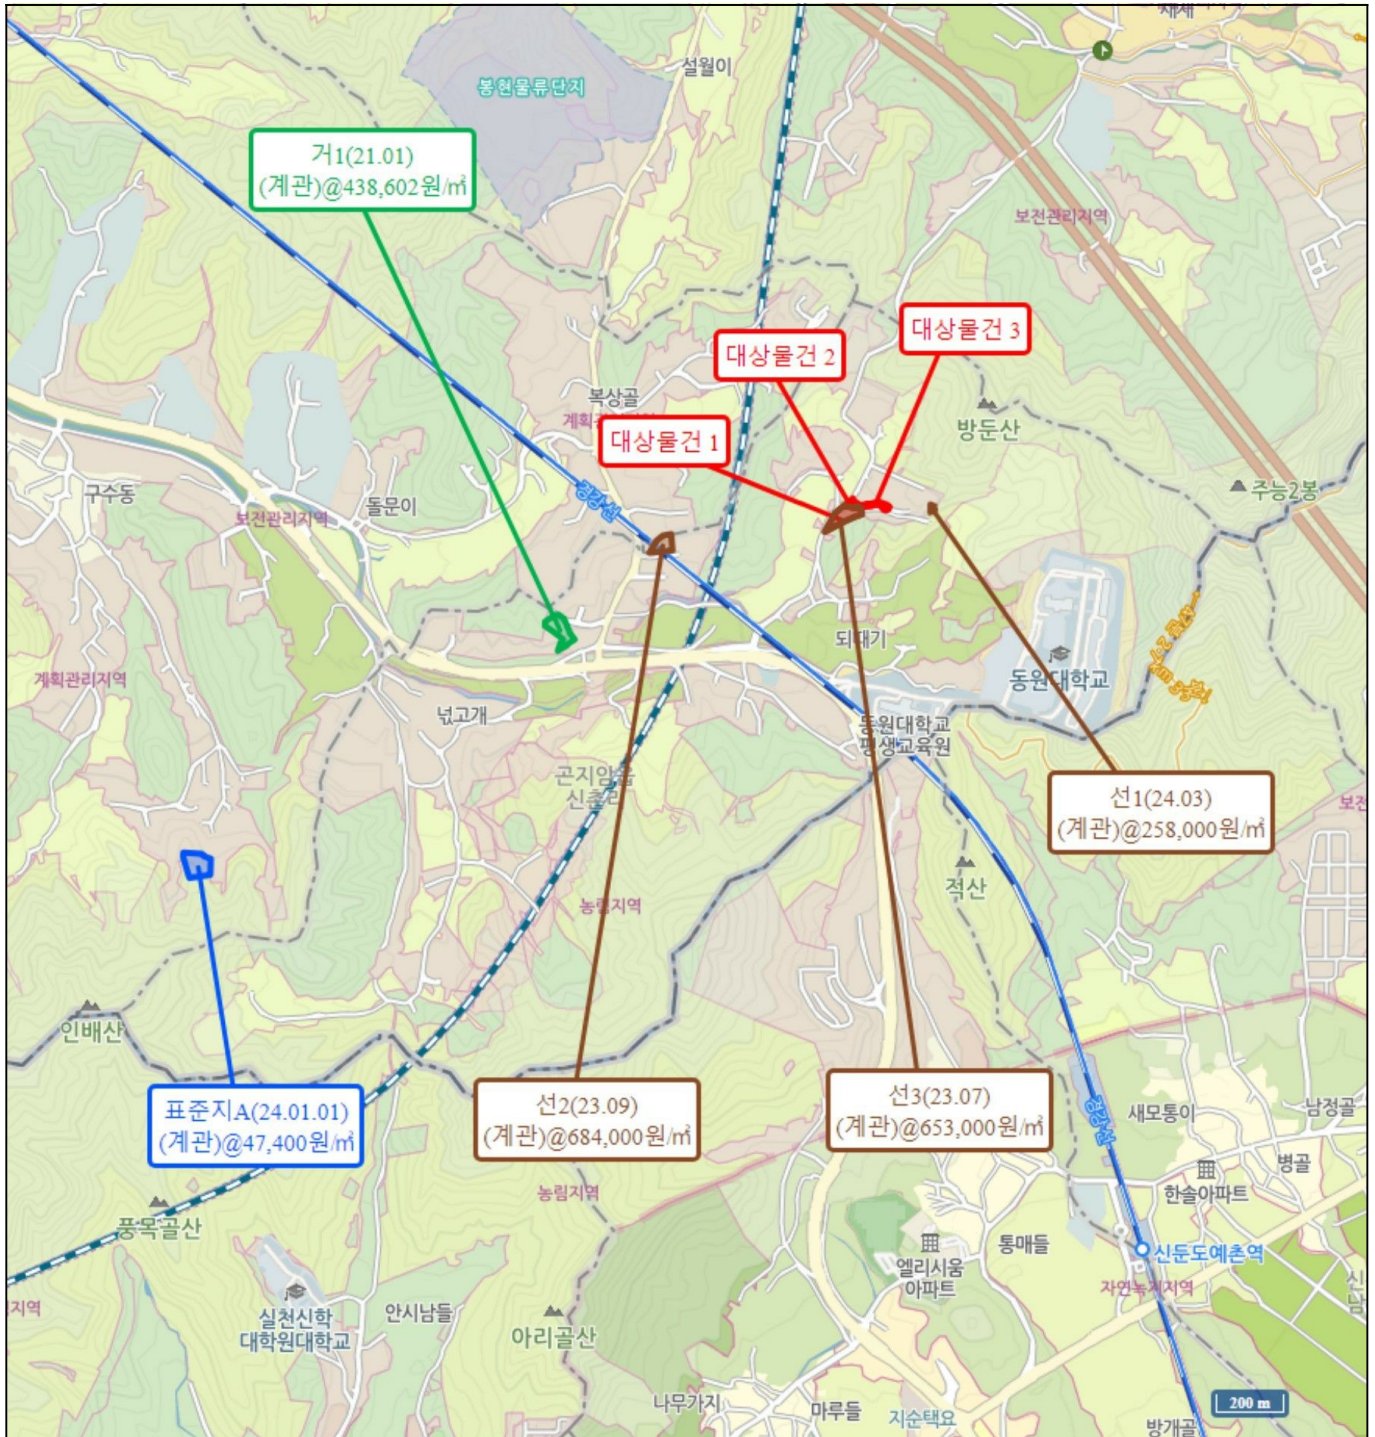 새재
설월이
봉현물류단지
거1(21.01)
(계관)@438,602원/㎡
보전관리지역
대상물건 3
대상물건 2
복상골
방둔산
대상물건 1
주능2봉
구수동
경강선
돌문이
보전관리지역
되대기
동원대학교
계획관리지역
넋고개
동원대학교
평생교육원
곤지암읍
신촌리
선1(24.03)
(계관)@258,000원/㎡
적산
농림지역
인배산
표준지A(24.01.01)
(계관)@47,400원/㎡
선2(23.09)
(계관)@684,000원/㎡
선3(23.07)
(계관)@653,000원/㎡
경강선
새모통이
남정골
병골
한솔아파트
농림지역
풍목골산
통매들
엘리시움
아파트
신둔도예촌역
자연녹지지역
실천신학
대학원대학교
안시남들
아리골산
나무가지
마루들
지순택요
200 m
방개골